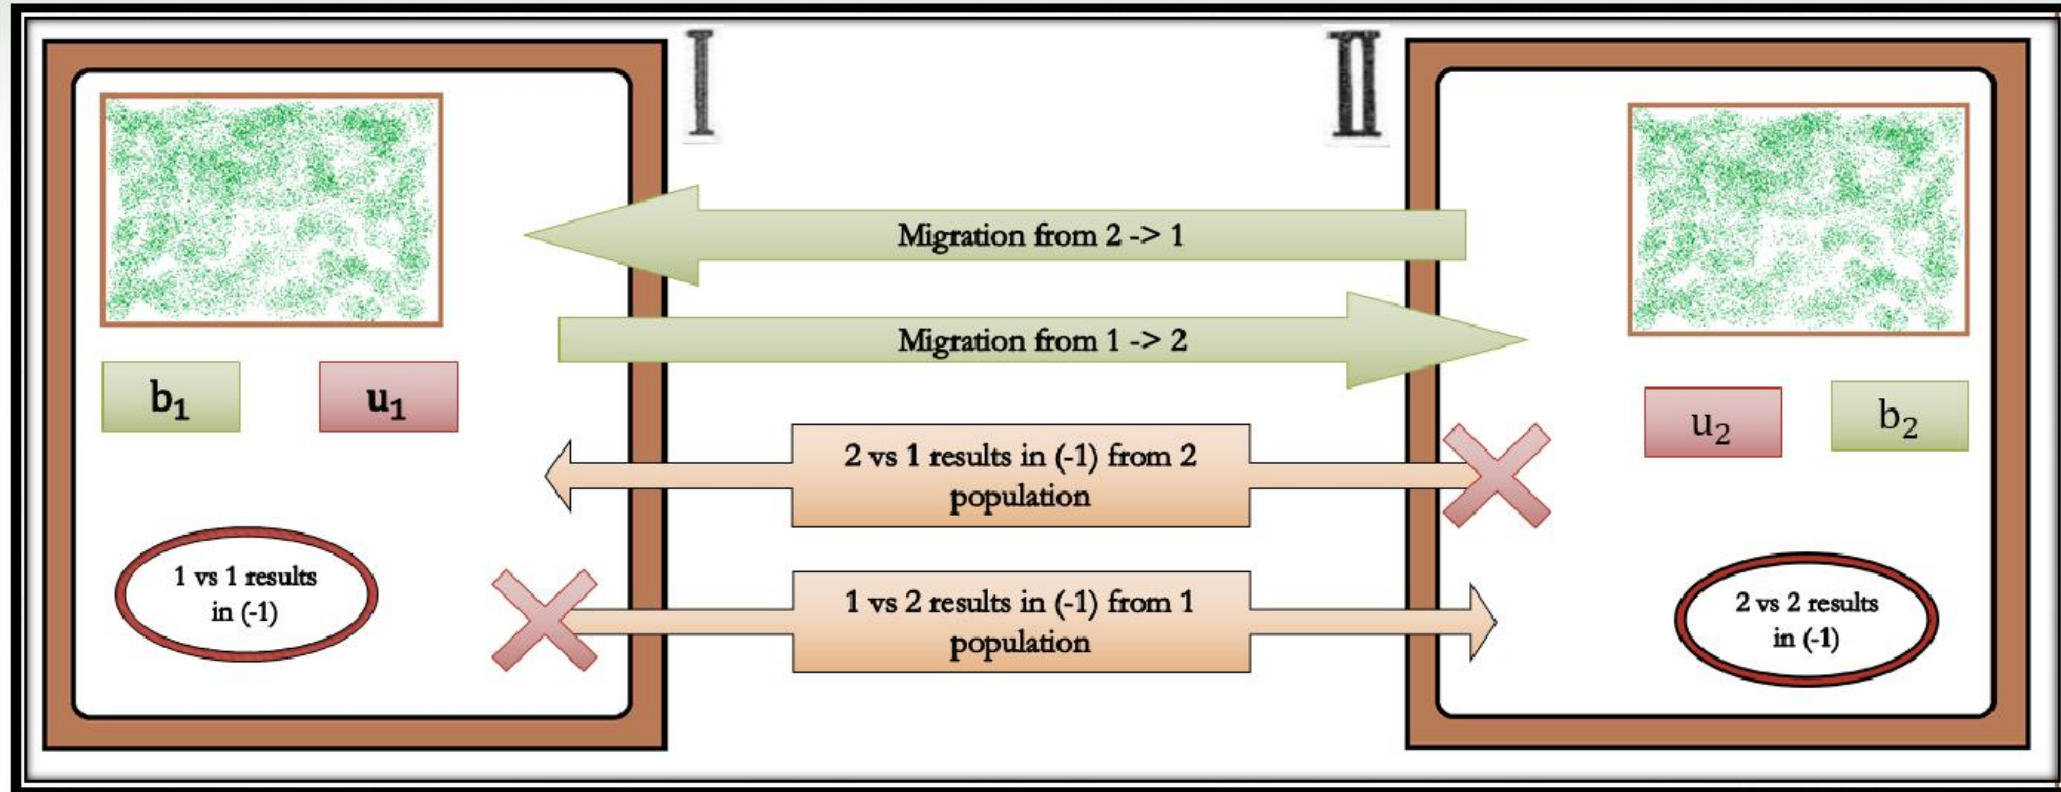 I
II
Migration from 2 -> 1
Migration from 1 -> 2
b₁
u₁
u₂
b₂
2 vs 1 results in (-1) from 2
population
1 vs 1 results
in (-1)
1 vs 2 results in (-1) from 1
population
2 vs 2 results
in (-1)